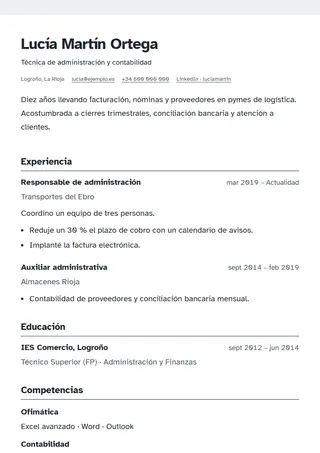 Lucía Martín Ortega
Técnica de administración y contabilidad
Logroño, La Rioja lucia@ejemplo.es +34 600 000 000 LinkedIn · luciamartin
Diez años llevando facturación, nóminas y proveedores en pymes de logística.
Acostumbrada a cierres trimestrales, conciliación bancaria y atención a
clientes.
Experiencia
Responsable de administración mar 2019 – Actualidad
Transportes del Ebro
Coordino un equipo de tres personas.
• Reduje un 30 % el plazo de cobro con un calendario de avisos.
• Implanté la factura electrónica.
Auxiliar administrativa sept 2014 – feb 2019
Almacenes Rioja
• Contabilidad de proveedores y conciliación bancaria mensual.
Educación
IES Comercio, Logroño sept 2012 – jun 2014
Técnico Superior (FP) · Administración y Finanzas
Competencias
Ofimática
Excel avanzado · Word · Outlook
Contabilidad